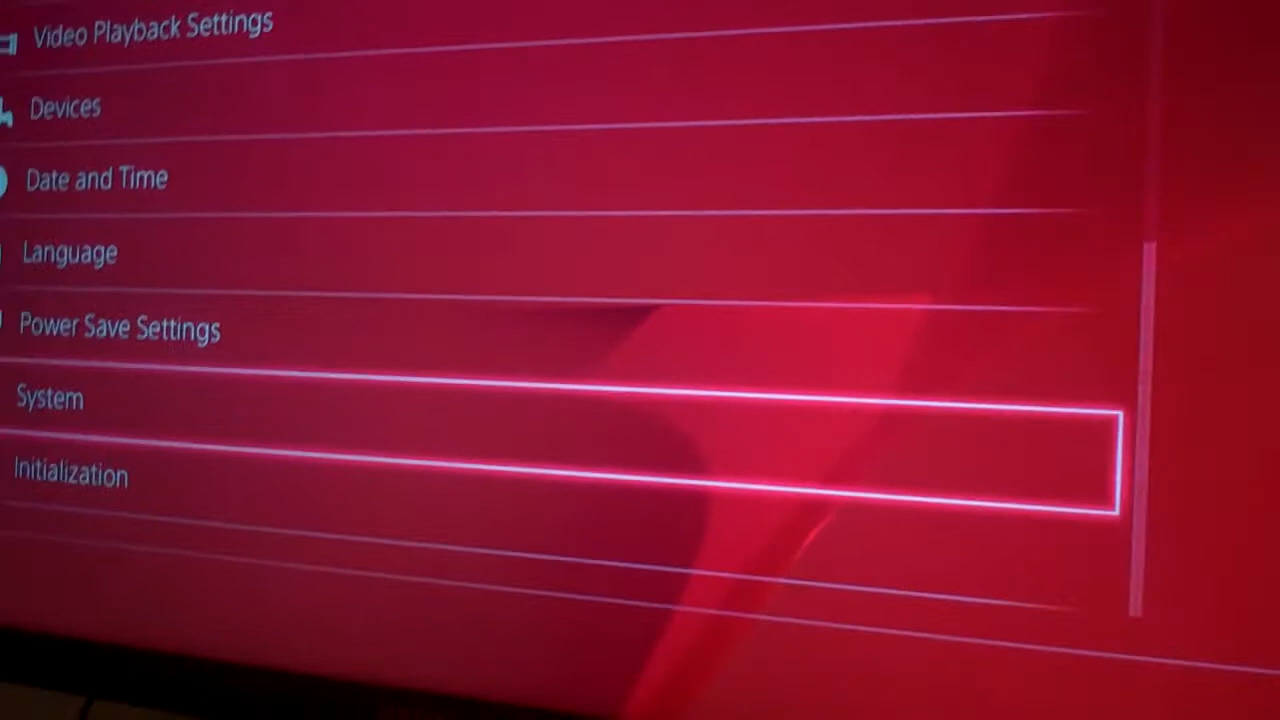 Video Playback Settings
Devices
Date and Time
Language
Power Save Settings
System
Initialization